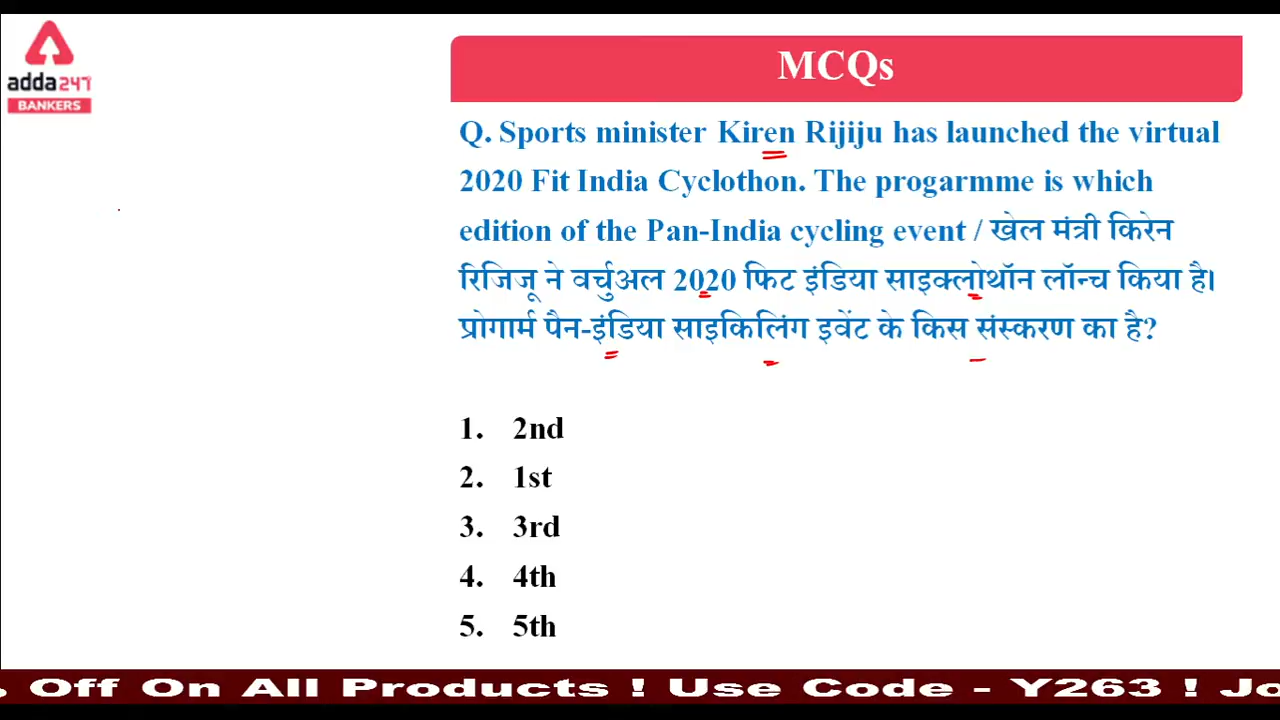 adda247
BANKERS
MCQs
Q. Sports minister Kiren Rijiju has launched the virtual
2020 Fit India Cyclothon. The progarmme is which
edition of the Pan-India cycling event / खेल मंत्री किरेन
रिजिजू ने वर्चुअल 2020 फिट इंडिया साइक्लोथॉन लॉन्च किया है।
प्रोगार्म पैन-इंडिया साइकिलिंग इवेंट के किस संस्करण का है?
1. 2nd
2. 1st
3. 3rd
4. 4th
5. 5th
Off On All Products ! Use Code - Y263 ! Jo